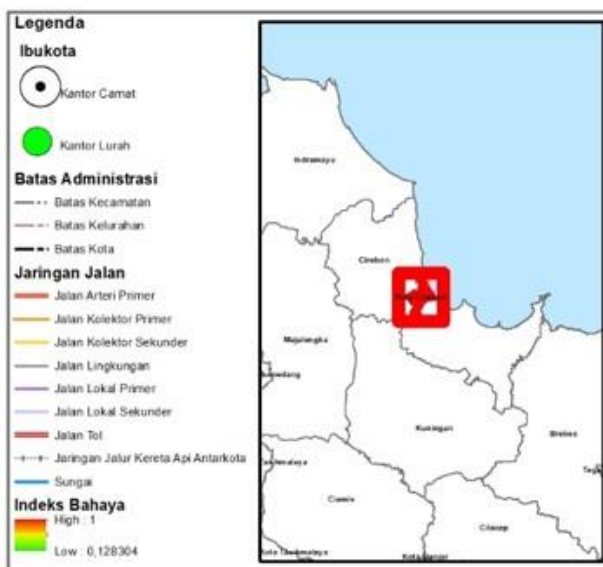 Legenda
Ibukota
Kantor Camat
Kantor Lurah
Batas Administrasi
Batas Kecamatan
Batas Kelurahan
Batas Kota
Jaringan Jalan
Jalan Arteri Primer
Jalan Kolektor Primer
Jalan Kolektor Sekunder
Jalan Lingkungan
Jalan Lokal Primer
Jalan Lokal Sekunder
Jalan Tol
Jaringan Jalur Kereta Api Antarkota
Sungai
Indeks Bahaya
High : 1
Low : 0,128304
Indramayu
Cirebon
Majalengka
Kuningan
Brebes
Ciamis
Cilacap